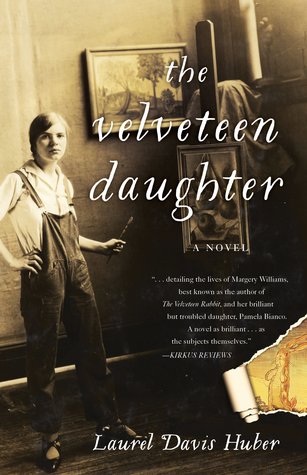 the
velveteen
daughter
A NOVEL
“. . . detailing the lives of Margery Williams,
best known as the author of
The Velveteen Rabbit, and her brilliant
but troubled daughter, Pamela Bianco.
A novel as brilliant . . . as
the subjects themselves.”
—KIRKUS REVIEWS
Laurel Davis Huber